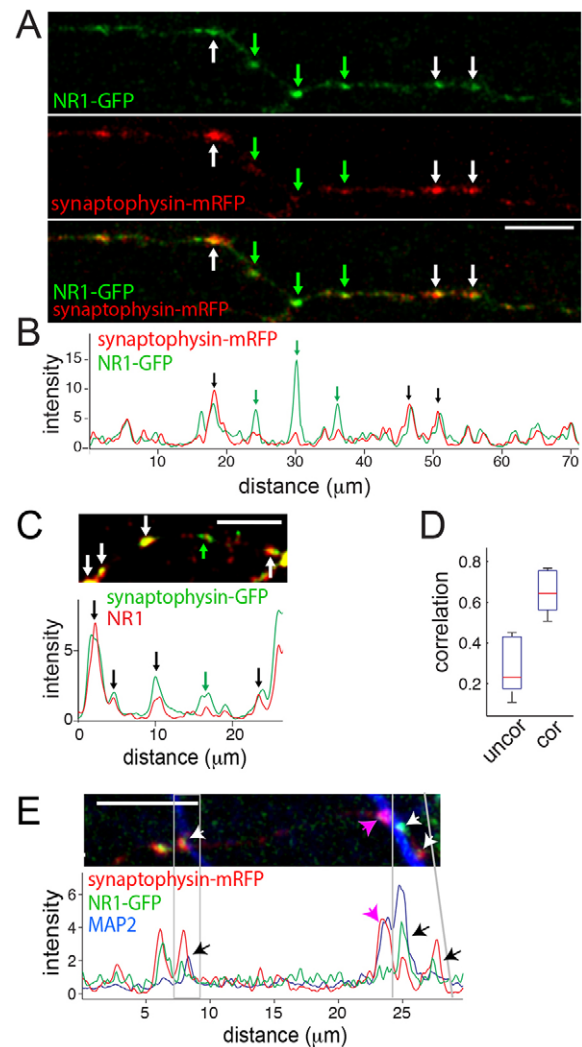 A
NR1-GFP
synaptophysin-mRFP
NR1-GFP
synaptophysin-mRFP
B
synaptophysin-mRFP
NR1-GFP
intensity
15
10
5
0
10 20 30 40 50 60 70
distance (μm)
C
synaptophysin-GFP
NR1
intensity
5
0
0 10 20
distance (μm)
D
correlation
0.8
0.6
0.4
0.2
uncor cor
E
synaptophysin-mRFP
NR1-GFP
MAP2
intensity
6
4
2
0
5 10 15 20 25
distance (μm)